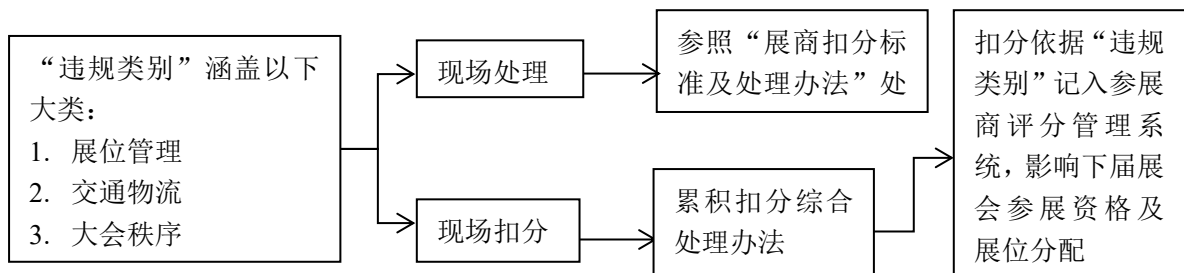 “违规类别”涵盖以下
大类：
1. 展位管理
2. 交通物流
3. 大会秩序
现场处理
参照“展商扣分标
准及处理办法”处
现场扣分
累积扣分综合
处理办法
扣分依据“违规
类别”记入参展
商评分管理系
统，影响下届展
会参展资格及
展位分配